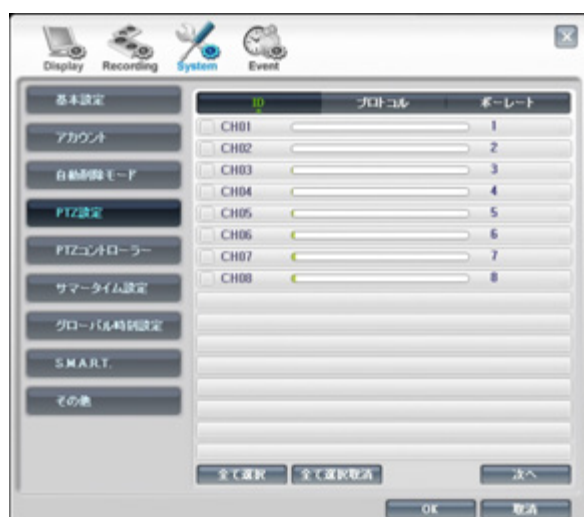 Display Recording System Event
基本設定
アカウント
自動削除モード
PTZ設定
PTZコントローラー
サマータイム設定
グローバル時刻設定
S.M.A.R.T.
その他
ID プロトコル ボーレート
CH01 1
CH02 2
CH03 3
CH04 4
CH05 5
CH06 6
CH07 7
CH08 8
全て選択 全て選択取消 次へ
OK 取消